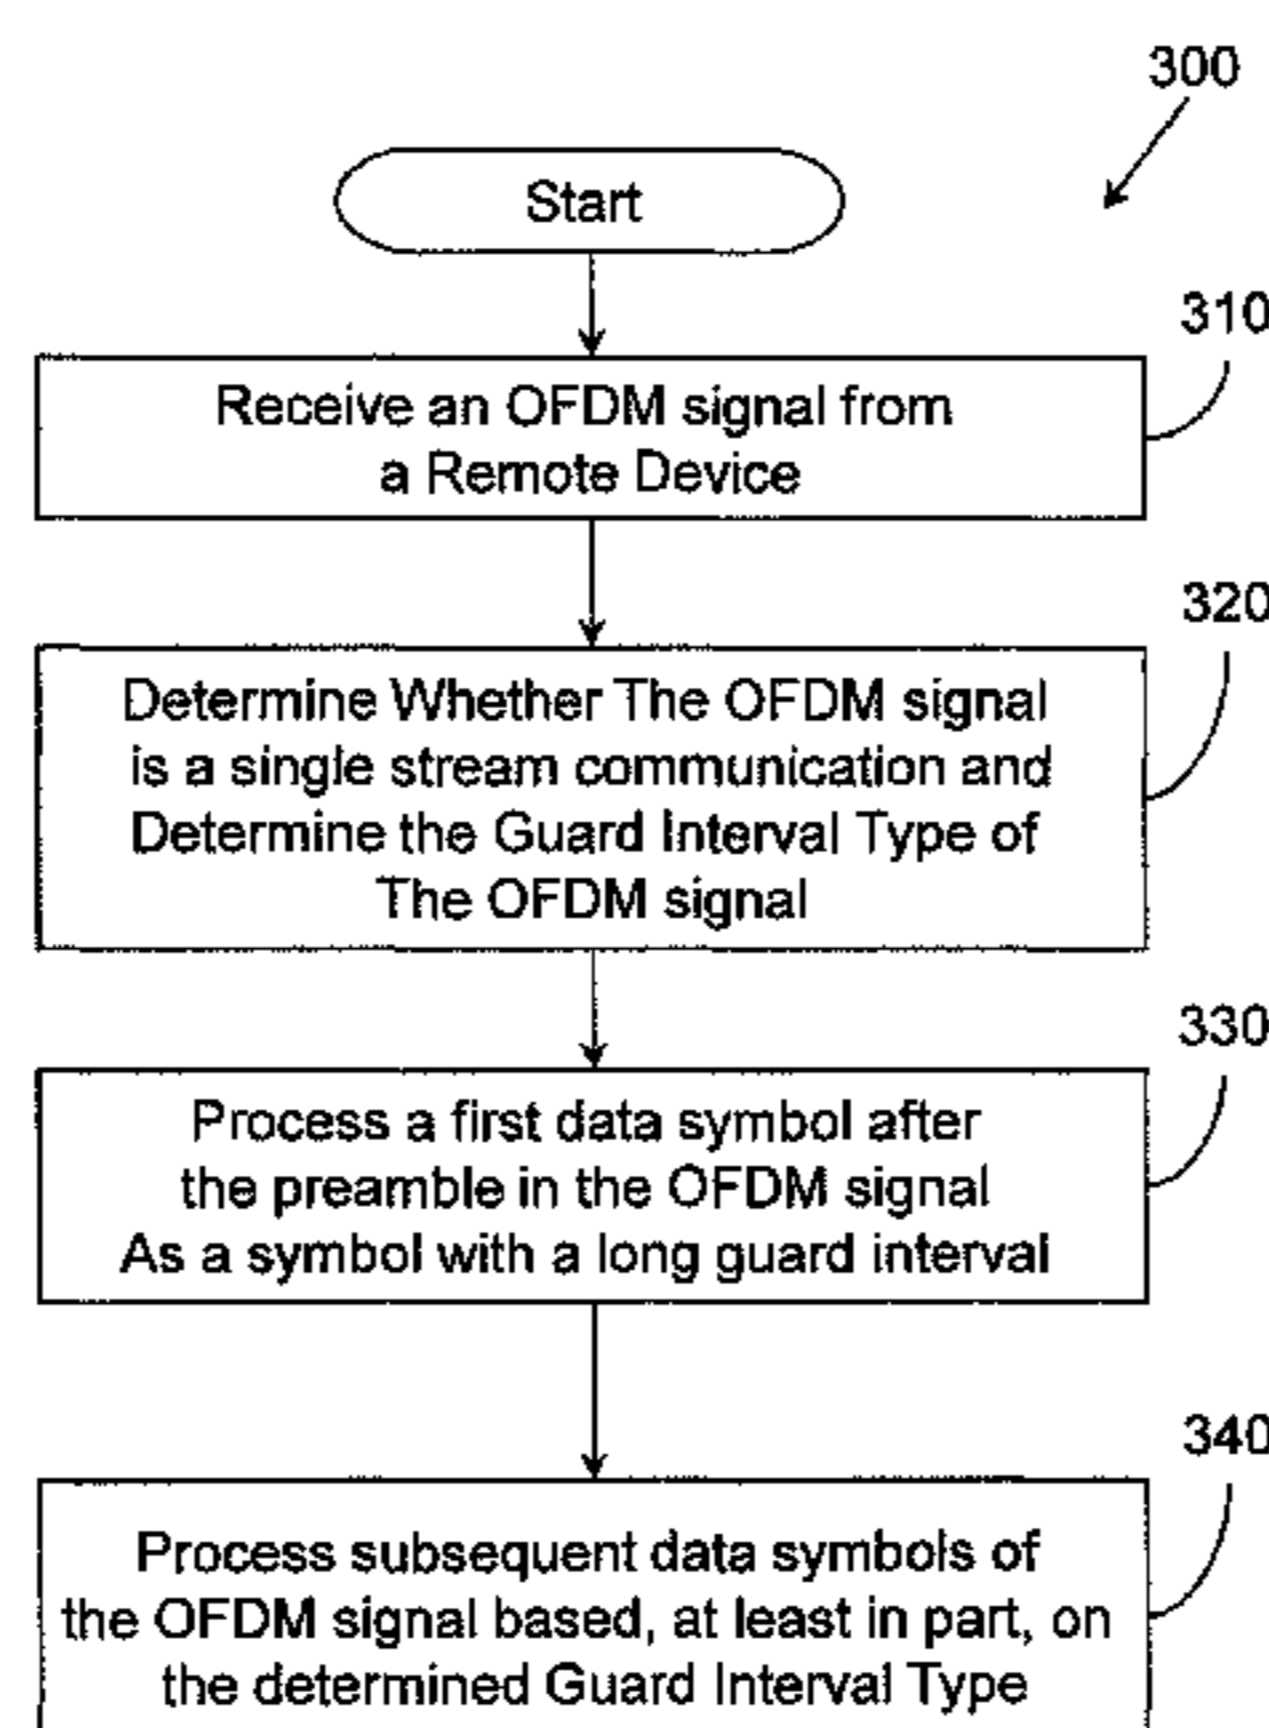 300
Start
310
Receive an OFDM signal from
a Remote Device
320
Determine Whether The OFDM signal
is a single stream communication and
Determine the Guard Interval Type of
The OFDM signal
330
Process a first data symbol after
the preamble in the OFDM signal
As a symbol with a long guard interval
340
Process subsequent data symbols of
the OFDM signal based, at least in part, on
the determined Guard Interval Type